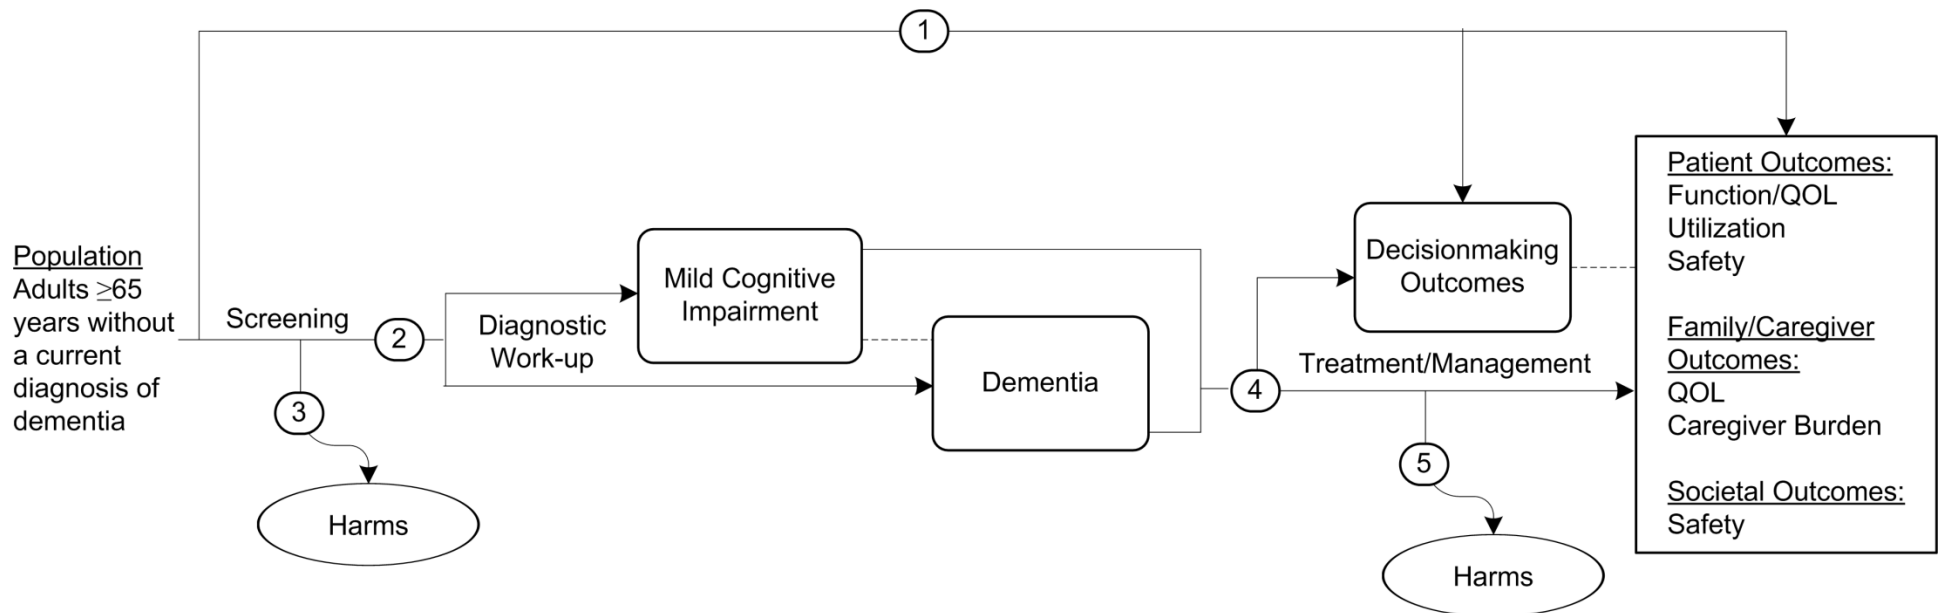 1
Population
Adults ≥65
years without
a current
diagnosis of
dementia
Screening
2
3
Harms
Diagnostic
Work-up
Mild Cognitive
Impairment
Dementia
4
Decisionmaking
Outcomes
Treatment/Management
5
Harms
Patient Outcomes:
Function/QOL
Utilization
Safety
Family/Caregiver
Outcomes:
QOL
Caregiver Burden
Societal Outcomes:
Safety